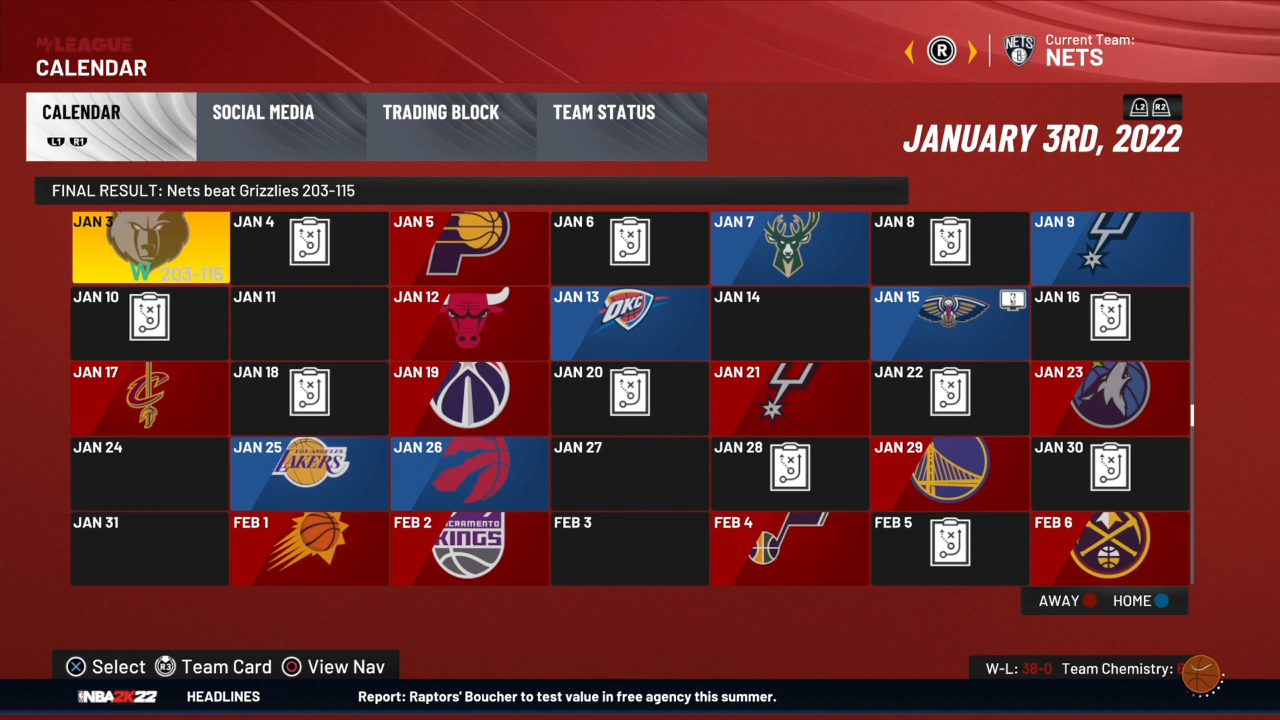 MyLEAGUE
CALENDAR
R
NETS
B
Current Team:
NETS
CALENDAR
L1 R1
SOCIAL MEDIA
TRADING BLOCK
TEAM STATUS
L2 R2
JANUARY 3RD, 2022
FINAL RESULT: Nets beat Grizzlies 203-115
JAN 3
W 203-115
JAN 4
JAN 5
JAN 6
JAN 7
JAN 8
JAN 9
JAN 10
JAN 11
JAN 12
JAN 13
OKC
JAN 14
JAN 15
JAN 16
JAN 17
JAN 18
JAN 19
JAN 20
JAN 21
JAN 22
JAN 23
JAN 24
JAN 25
LOS ANGELES
LAKERS
JAN 26
JAN 27
JAN 28
JAN 29
JAN 30
JAN 31
FEB 1
FEB 2
SACRAMENTO
KINGS
FEB 3
FEB 4
FEB 5
FEB 6
AWAY HOME
Select R3 Team Card View Nav
W-L: 38-0 Team Chemistry:
NBA2K22 HEADLINES Report: Raptors' Boucher to test value in free agency this summer.